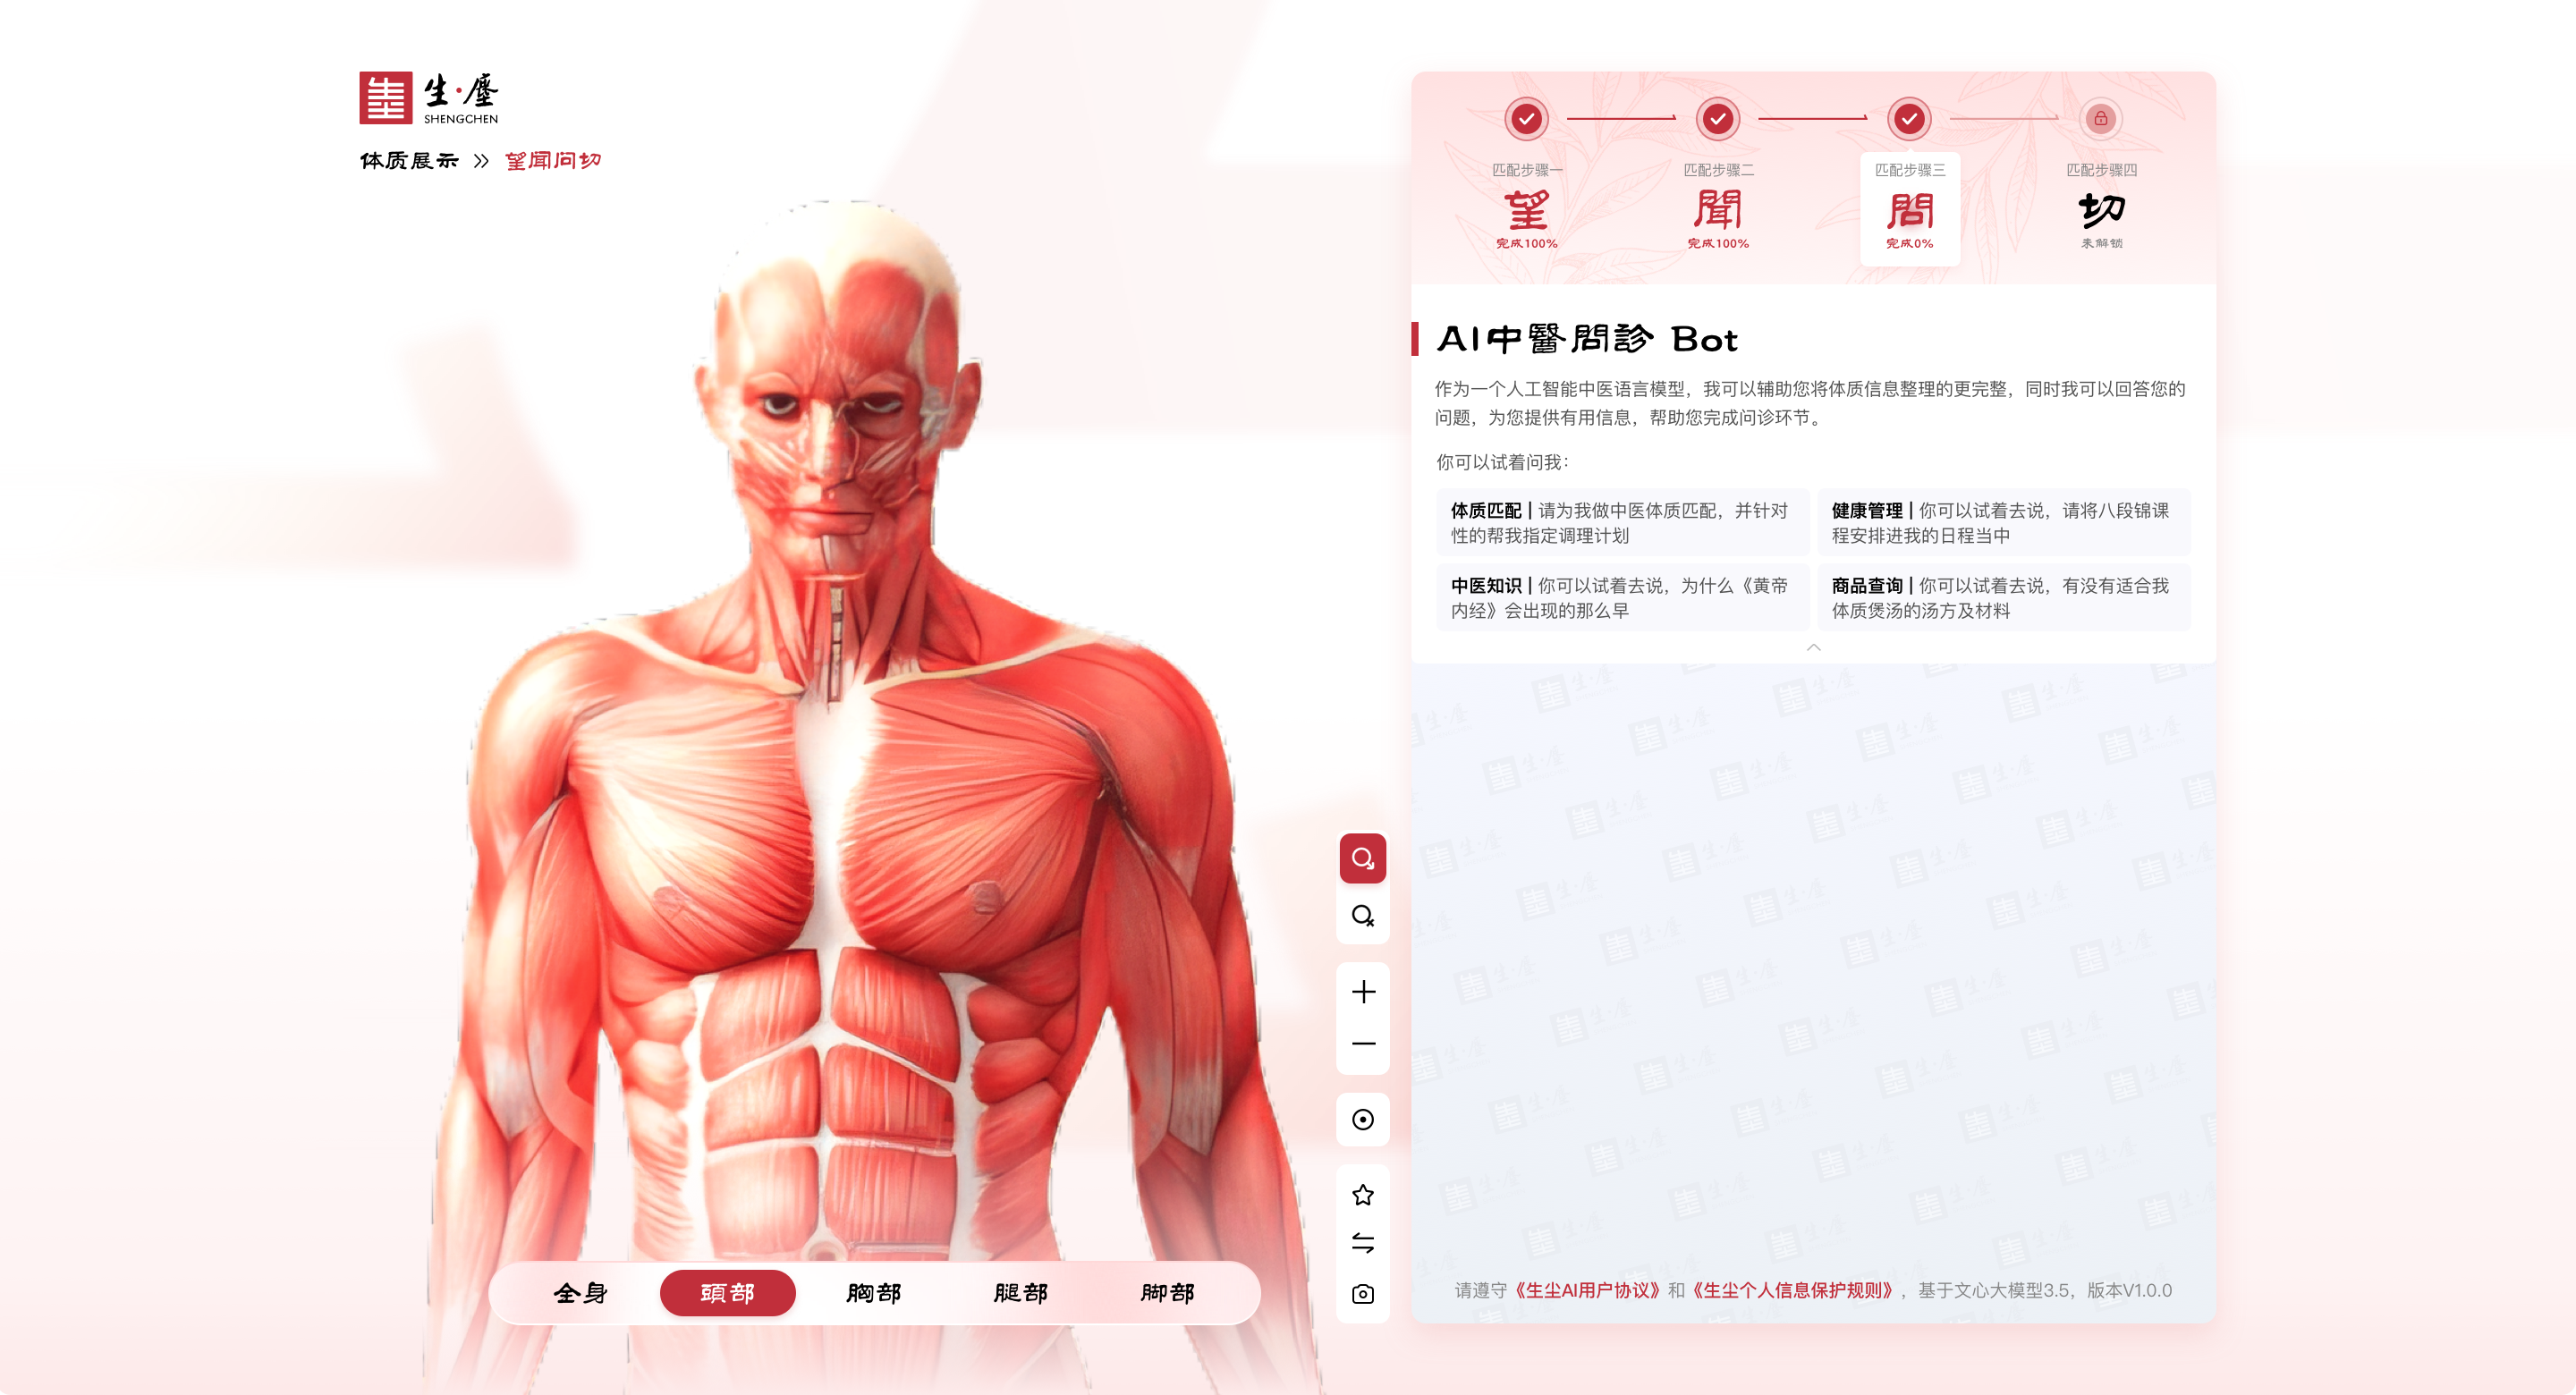 生·塵
SHENGCHEN
体质展示 » 望闻问切
匹配步骤一
望
完成100%
匹配步骤二
聞
完成100%
匹配步骤三
問
完成0%
匹配步骤四
切
未解锁
AI中醫問診 Bot
作为一个人工智能中医语言模型，我可以辅助您将体质信息整理的更完整，同时我可以回答您的
问题，为您提供有用信息，帮助您完成问诊环节。
你可以试着问我：
体质匹配 | 请为我做中医体质匹配，并针对
性的帮我指定调理计划
健康管理 | 你可以试着去说，请将八段锦课
程安排进我的日程当中
中医知识 | 你可以试着去说，为什么《黄帝
内经》会出现的那么早
商品查询 | 你可以试着去说，有没有适合我
体质煲汤的汤方及材料
全身
頭部
胸部
腿部
脚部
请遵守《生尘AI用户协议》和《生尘个人信息保护规则》，基于文心大模型3.5，版本V1.0.0